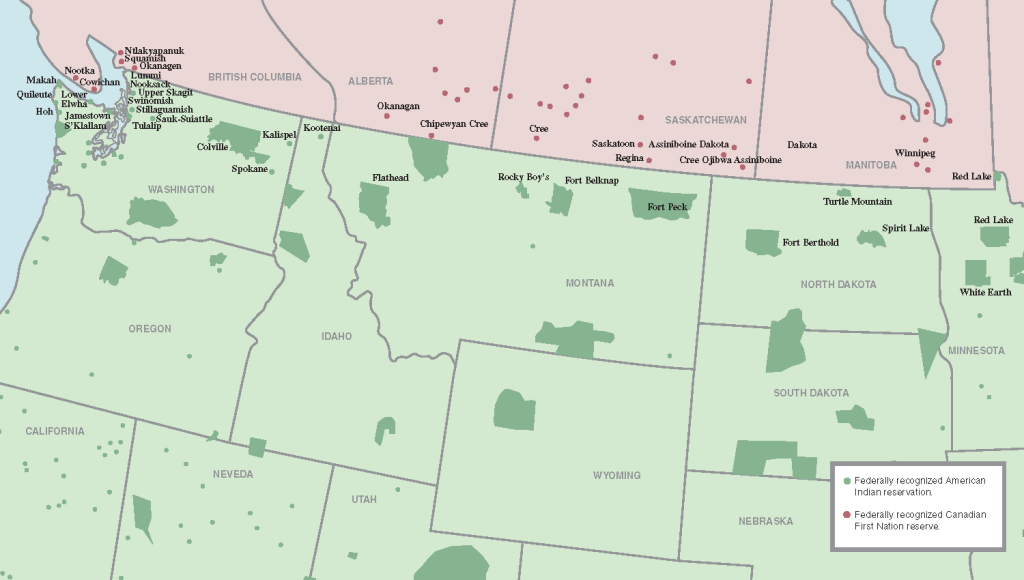 Ntlakyapanuk
Squamish
Okanagen
Nootka
Cowichan
Makah
Lummi
Nooksack
Quileute
Lower
Elwha
Upper Skagit
Swinomish
Hoh
Jamestown
S'Klallam
Stillaguamish
Sauk-Suiattle
Tulalip
BRITISH COLUMBIA
ALBERTA
Okanagan
Chipewyan Cree
Kalispel
Kootenai
Colville
Spokane
WASHINGTON
Cree
SASKATCHEWAN
Saskatoon
Assiniboine Dakota
Regina
Cree Ojibwa Assiniboine
Dakota
MANITOBA
Winnipeg
Red Lake
Flathead
Rocky Boy's
Fort Belknap
Fort Peck
Turtle Mountain
Fort Berthold
Spirit Lake
Red Lake
White Earth
MONTANA
NORTH DAKOTA
OREGON
IDAHO
MINNESOTA
SOUTH DAKOTA
CALIFORNIA
NEVEDA
UTAH
WYOMING
NEBRASKA
Federally recognized American
Indian reservation.
Federally recognized Canadian
First Nation reserve.